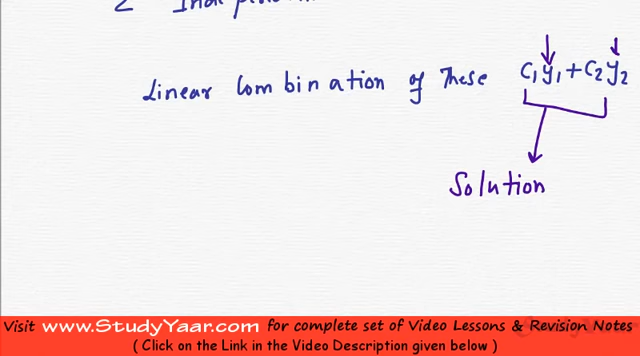 2
Linear Combination of These C₁y₁+C₂y₂
Solution
Visit www.StudyYaar.com for complete set of Video Lessons & Revision Notes
( Click on the Link in the Video Description given below )